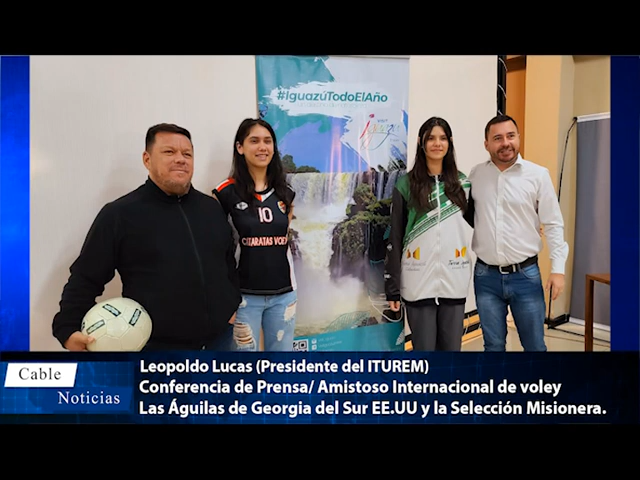 #IguazúTodoElAño
10
CATARATAS VO
Cable
Noticias
Leopoldo Lucas (Presidente del ITUREM)
Conferencia de Prensa/ Amistoso Internacional de voley
Las Águilas de Georgia del Sur EE.UU y la Selección Misionera.